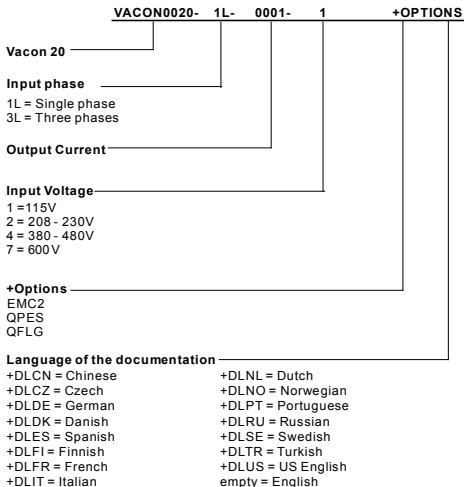 VACON0020- 1L- 0001- 1 +OPTIONS
Vacon 20
Input phase
1L = Single phase
3L = Three phases
Output Current
Input Voltage
1 =115V
2 = 208 - 230V
4 = 380 - 480V
7 = 600V
+Options
EMC2
QPES
QFLG
Language of the documentation
+DLCN = Chinese +DLNL = Dutch
+DLCZ = Czech +DLNO = Norwegian
+DLDE = German +DLPT = Portuguese
+DLDK = Danish +DLRU = Russian
+DLES = Spanish +DLSE = Swedish
+DLFI = Finnish +DLTR = Turkish
+DLFR = French +DLUS = US English
+DLIT = Italian empty = English